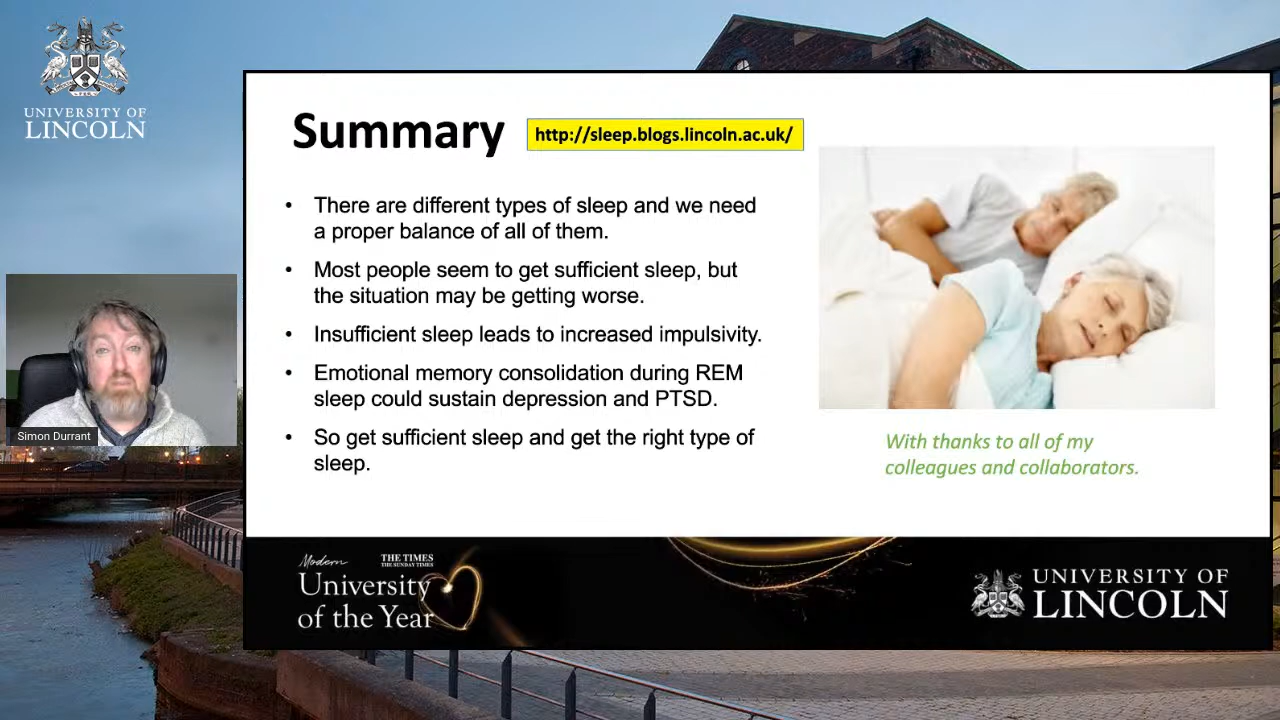 UNIVERSITY OF
LINCOLN
Summary
http://sleep.blogs.lincoln.ac.uk/
• There are different types of sleep and we need
a proper balance of all of them.
• Most people seem to get sufficient sleep, but
the situation may be getting worse.
• Insufficient sleep leads to increased impulsivity.
• Emotional memory consolidation during REM
sleep could sustain depression and PTSD.
• So get sufficient sleep and get the right type of
sleep.
With thanks to all of my
colleagues and collaborators.
Simon Durrant
Modern
THE TIMES
THE SUNDAY TIMES
University
of the Year
UNIVERSITY OF
LINCOLN